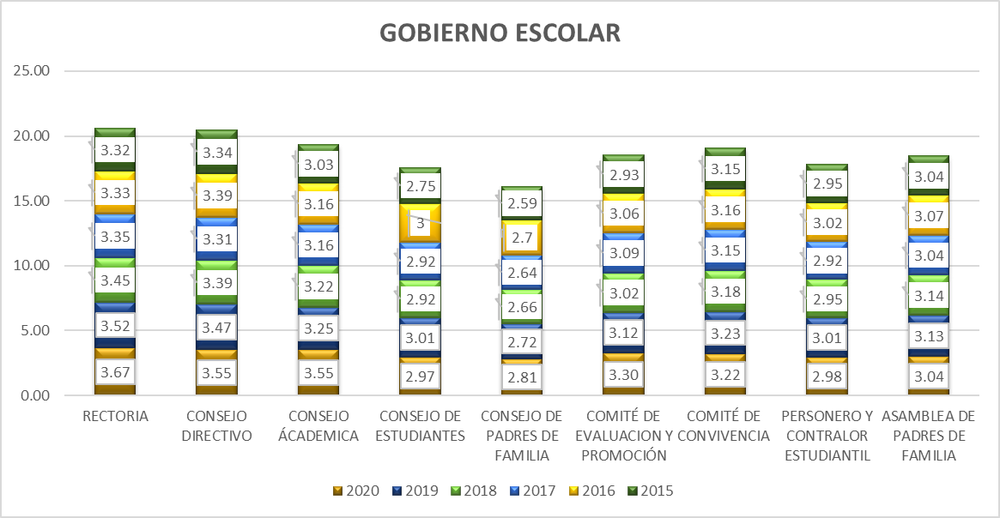 GOBIERNO ESCOLAR
25.00
20.00
15.00
10.00
5.00
0.00
3.32 3.34 3.03 2.75 2.59 2.93 3.15 2.95 3.04
3.33 3.39 3.16 3 2.7 3.06 3.16 3.02 3.07
3.35 3.31 3.16 2.92 2.64 3.09 3.15 2.92 3.04
3.45 3.39 3.22 2.92 2.66 3.02 3.18 2.95 3.14
3.52 3.47 3.25 3.01 2.72 3.12 3.23 3.01 3.13
3.67 3.55 3.55 2.97 2.81 3.30 3.22 2.98 3.04
RECTORIA
CONSEJO
DIRECTIVO
CONSEJO
ÁCADEMICA
CONSEJO DE
ESTUDIANTES
CONSEJO DE
PADRES DE
FAMILIA
COMITÉ DE
EVALUACION Y
PROMOCIÓN
COMITÉ DE
CONVIVENCIA
PERSONERO Y
CONTRALOR
ESTUDIANTIL
ASAMBLEA DE
PADRES DE
FAMILIA
2020 2019 2018 2017 2016 2015